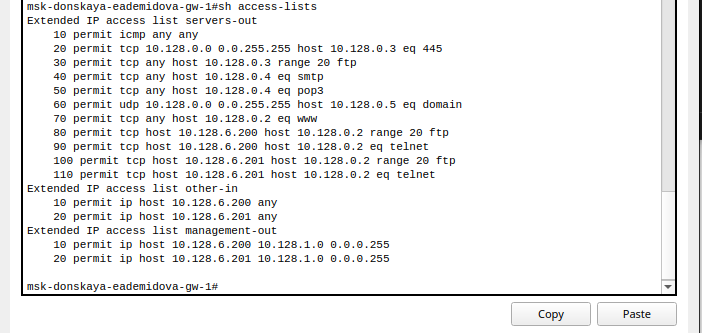 msk-donskaya-eademidova-gw-1#sh access-lists
Extended IP access list servers-out
10 permit icmp any any
20 permit tcp 10.128.0.0 0.0.255.255 host 10.128.0.3 eq 445
30 permit tcp any host 10.128.0.3 range 20 ftp
40 permit tcp any host 10.128.0.4 eq smtp
50 permit tcp any host 10.128.0.4 eq pop3
60 permit udp 10.128.0.0 0.0.255.255 host 10.128.0.5 eq domain
70 permit tcp any host 10.128.0.2 eq www
80 permit tcp host 10.128.6.200 host 10.128.0.2 range 20 ftp
90 permit tcp host 10.128.6.200 host 10.128.0.2 eq telnet
100 permit tcp host 10.128.6.201 host 10.128.0.2 range 20 ftp
110 permit tcp host 10.128.6.201 host 10.128.0.2 eq telnet
Extended IP access list other-in
10 permit ip host 10.128.6.200 any
20 permit ip host 10.128.6.201 any
Extended IP access list management-out
10 permit ip host 10.128.6.200 10.128.1.0 0.0.0.255
20 permit ip host 10.128.6.201 10.128.1.0 0.0.0.255
msk-donskaya-eademidova-gw-1#
Copy Paste